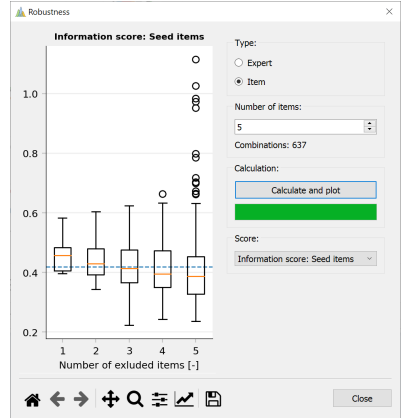 Robustness
Information score: Seed items
1.0
0.8
0.6
0.4
0.2
1 2 3 4 5
Number of exluded items [-]
Type:
Expert
Item
Number of items:
5
Combinations: 637
Calculation:
Calculate and plot
Score:
Information score: Seed items
Close